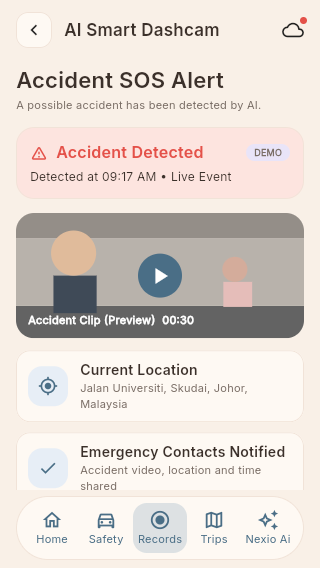 AI Smart Dashcam
Accident SOS Alert
A possible accident has been detected by AI.
Accident Detected
DEMO
Detected at 09:17 AM • Live Event
Accident Clip (Preview) 00:30
Current Location
Jalan Universiti, Skudai, Johor,
Malaysia
Emergency Contacts Notified
Accident video, location and time
shared
Home
Safety
Records
Trips
Nexio Ai